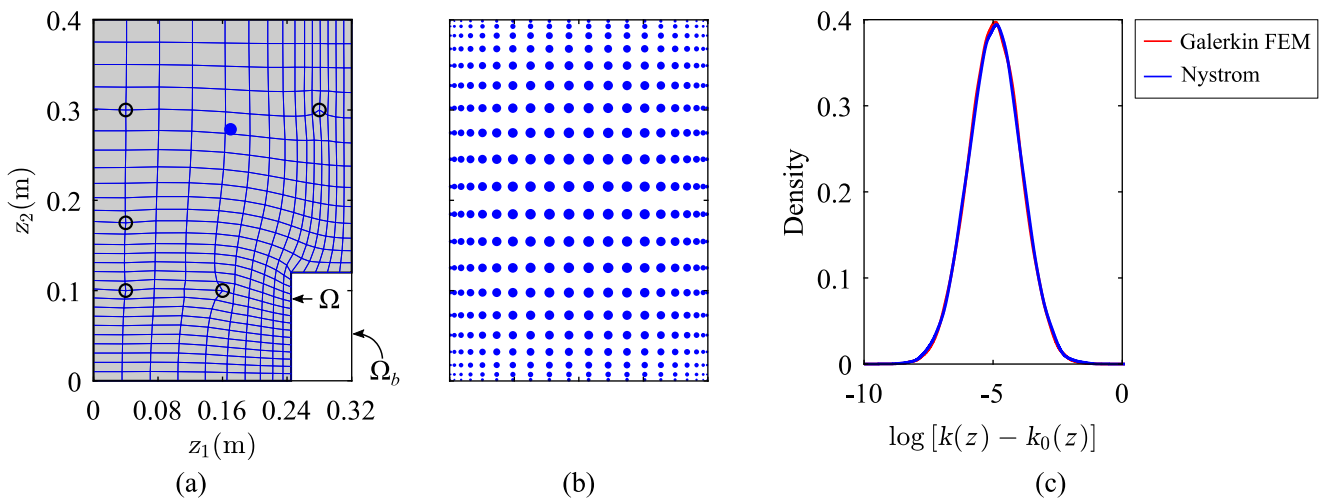 0.4
0.3
0.2
0.1
0
z₂(m)
0 0.08 0.16 0.24 0.32
z₁(m)
Ω
Ω_b
(a)
(b)
0.4
0.3
0.2
0.1
0
Density
-10 -5 0
log [k(z) − k₀(z)]
(c)
Galerkin FEM
Nystrom